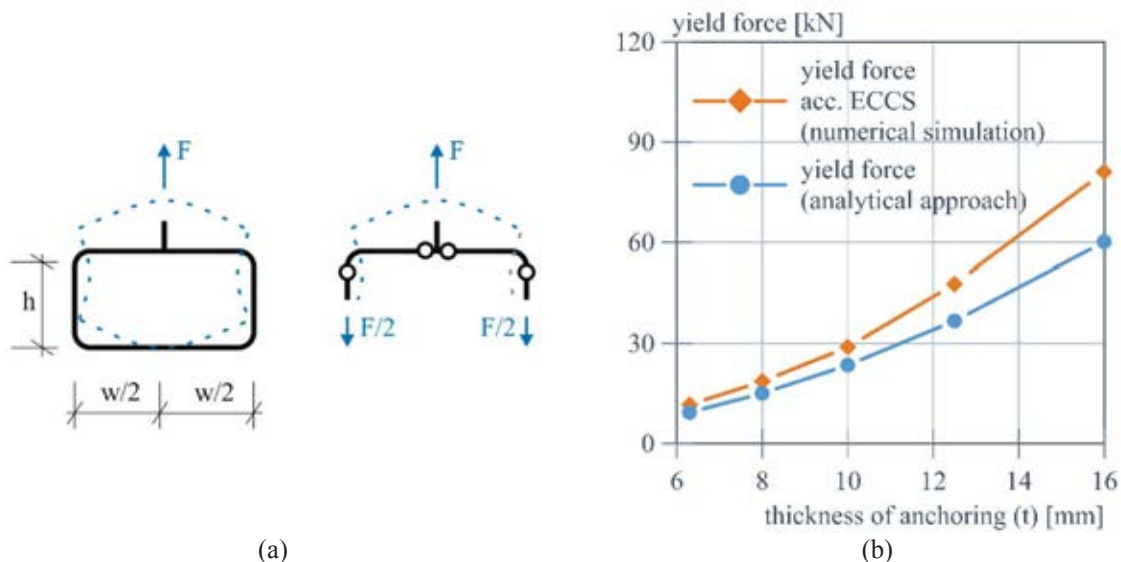 F
h
w/2 w/2
F
F/2 F/2
(a)
yield force [kN]
120
90
60
30
0
yield force
acc. ECCS
(numerical simulation)
yield force
(analytical approach)
6 8 10 12 14 16
thickness of anchoring (t) [mm]
(b)